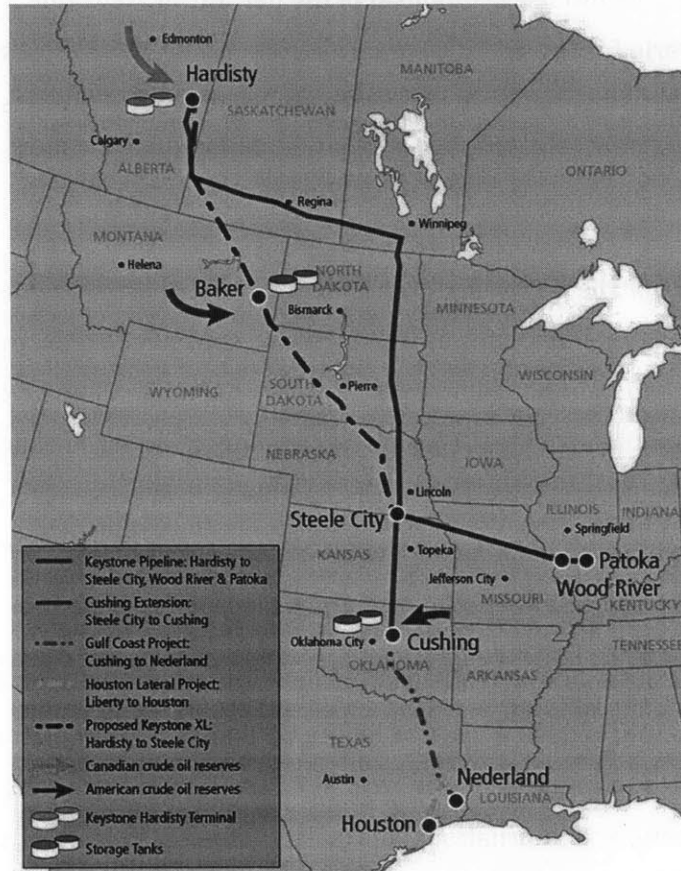 Edmonton
Hardisty
MANITOBA
SASKATCHEWAN
Calgary
ALBERTA
ONTARIO
Regina
Winnipeg
MONTANA
Helena
NORTH
DAKOTA
Baker
Bismarck
MINNESOTA
WISCONSIN
WYOMING
SOUTH
DAKOTA
Pierre
NEBRASKA
IOWA
Lincoln
ILLINOIS
INDIANA
Steele City
Springfield
KANSAS
Topeka
Patoka
Wood River
Jefferson City
MISSOURI
KENTUCKY
TENNESSEE
Oklahoma City
Cushing
OKLAHOMA
ARKANSAS
TEXAS
Austin
Nederland
LOUISIANA
Houston
Keystone Pipeline: Hardisty to
Steele City, Wood River & Patoka
Cushing Extension:
Steele City to Cushing
Gulf Coast Project:
Cushing to Nederland
Houston Lateral Project:
Liberty to Houston
Proposed Keystone XL:
Hardisty to Steele City
Canadian crude oil reserves
American crude oil reserves
Keystone Hardisty Terminal
Storage Tanks